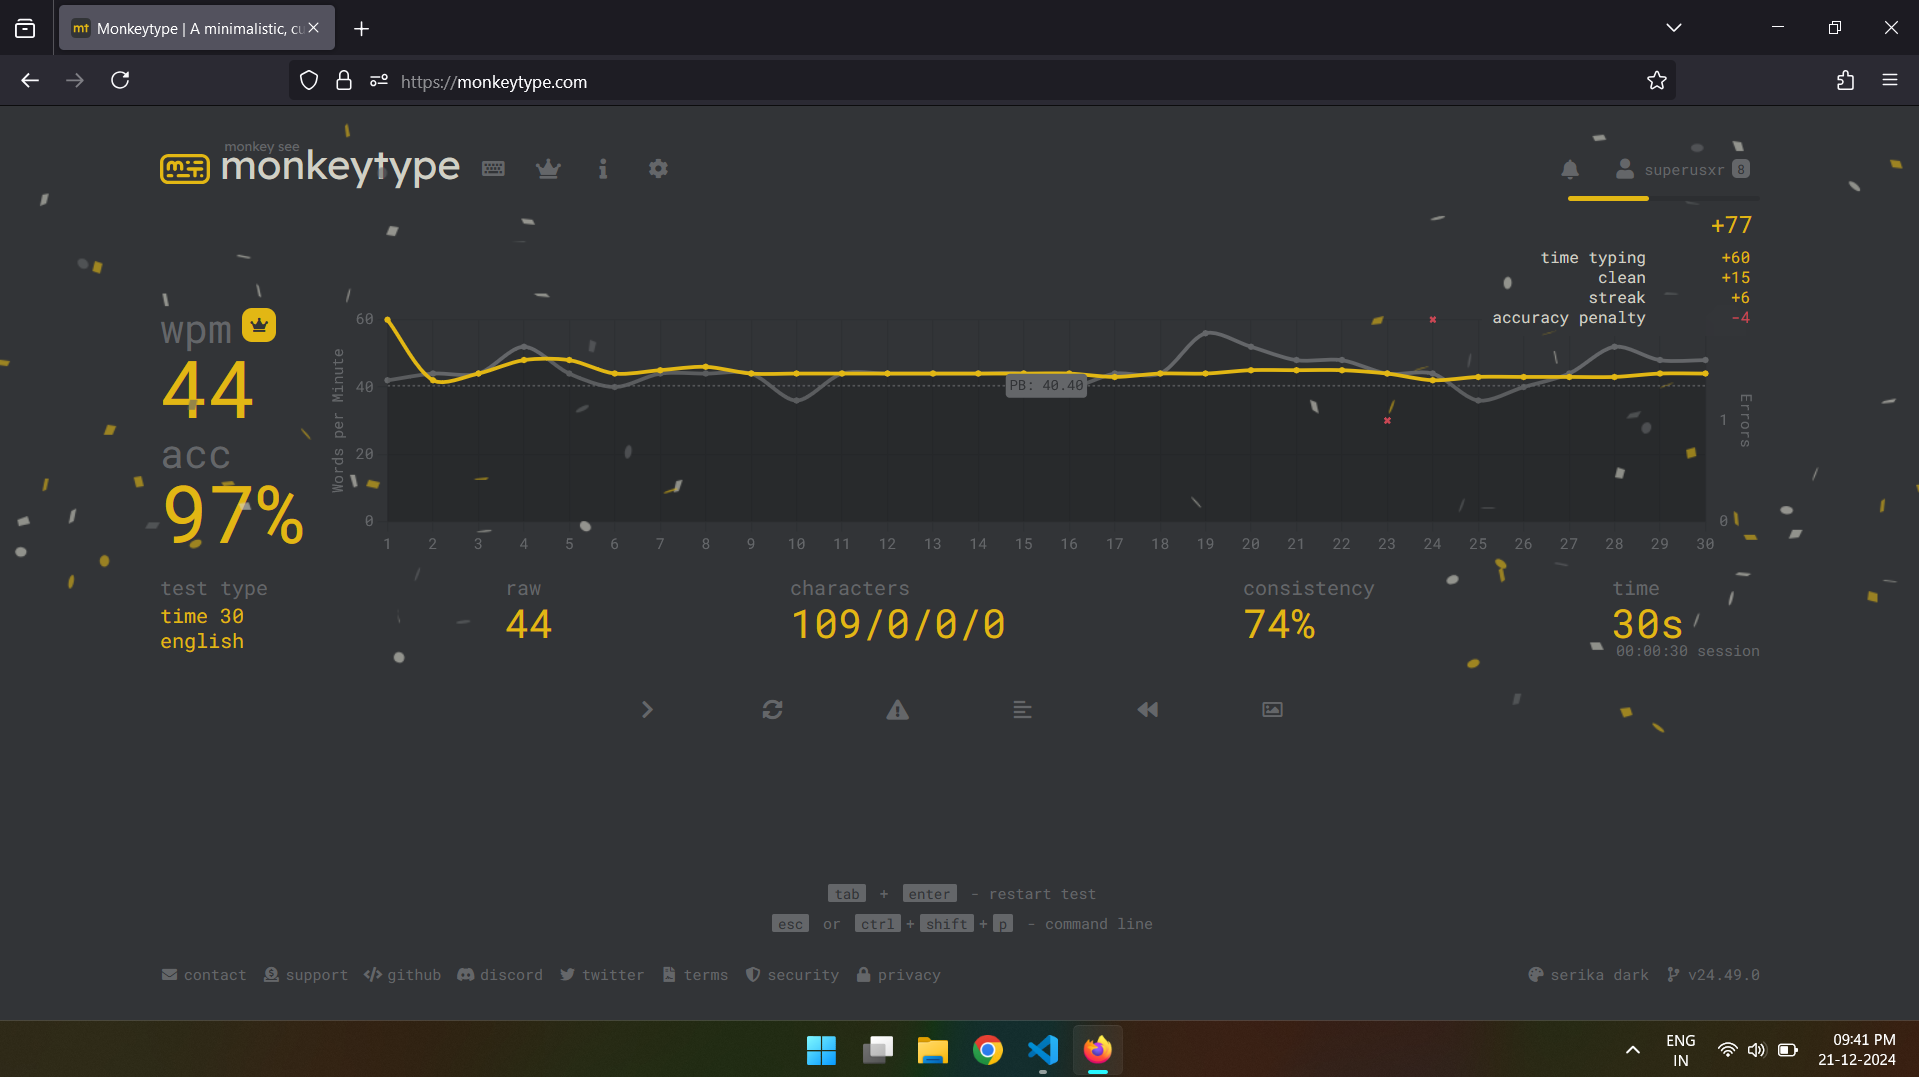 Monkeytype | A minimalistic, cu
https://monkeytype.com
monkey see
monkeytype
superusxr 8
+77
time typing +60
clean +15
streak +6
accuracy penalty -4
wpm
44
acc
97%
Words per Minute
60
40
20
0
PB: 40.40
Errors
1
0
1 2 3 4 5 6 7 8 9 10 11 12 13 14 15 16 17 18 19 20 21 22 23 24 25 26 27 28 29 30
test type
time 30
english
raw
44
characters
109/0/0/0
consistency
74%
time
30s
00:00:30 session
tab + enter - restart test
esc or ctrl + shift + p - command line
contact support github discord twitter terms security privacy
serika dark v24.49.0
ENG
IN
09:41 PM
21-12-2024